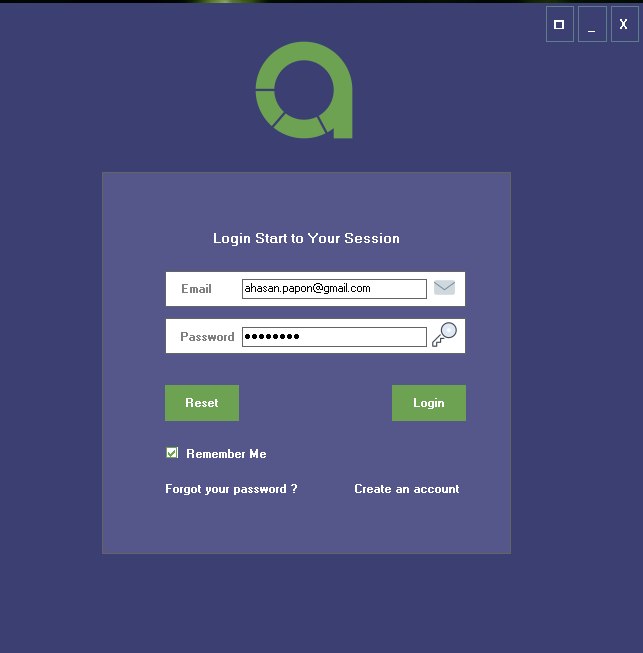 _ X
Login Start to Your Session
Email ahasan.papon@gmail.com
Password ●●●●●●●●
Reset Login
Remember Me
Forgot your password ? Create an account